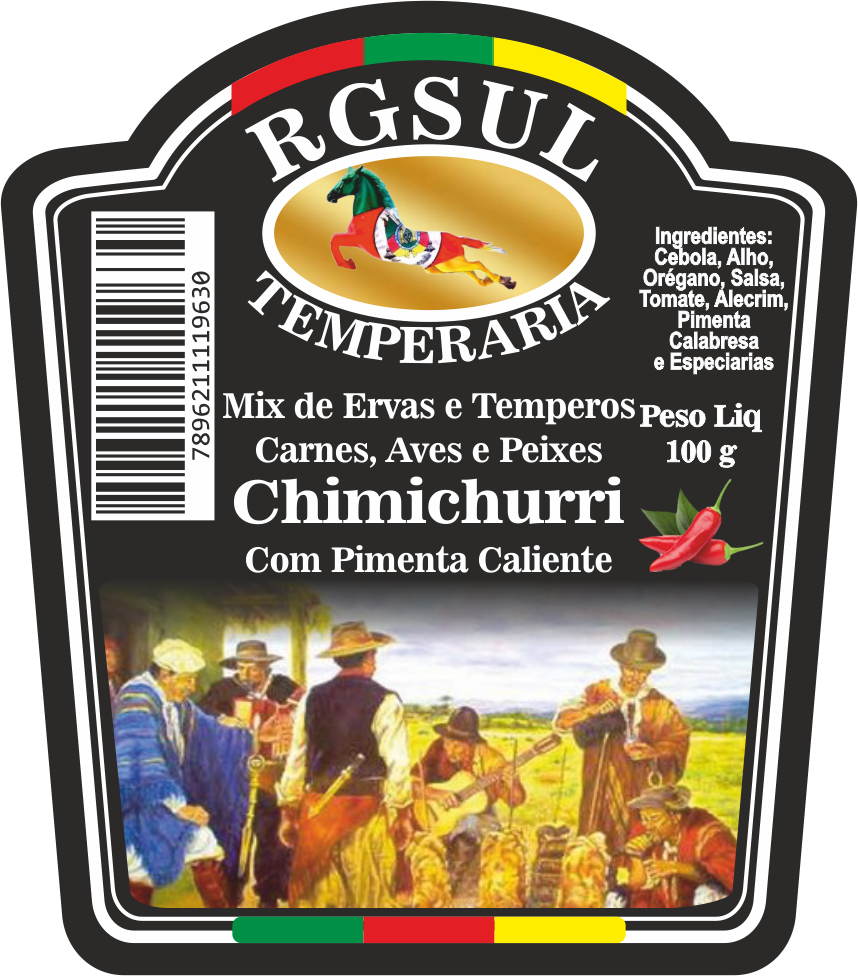 RGSUL
TEMPERARIA
7896211119630
Ingredientes:
Cebola, Alho,
Orégano, Salsa,
Tomate, Alecrim,
Pimenta
Calabresa
e Especiarias
Mix de Ervas e Temperos
Carnes, Aves e Peixes
Peso Liq
100 g
Chimichurri
Com Pimenta Caliente